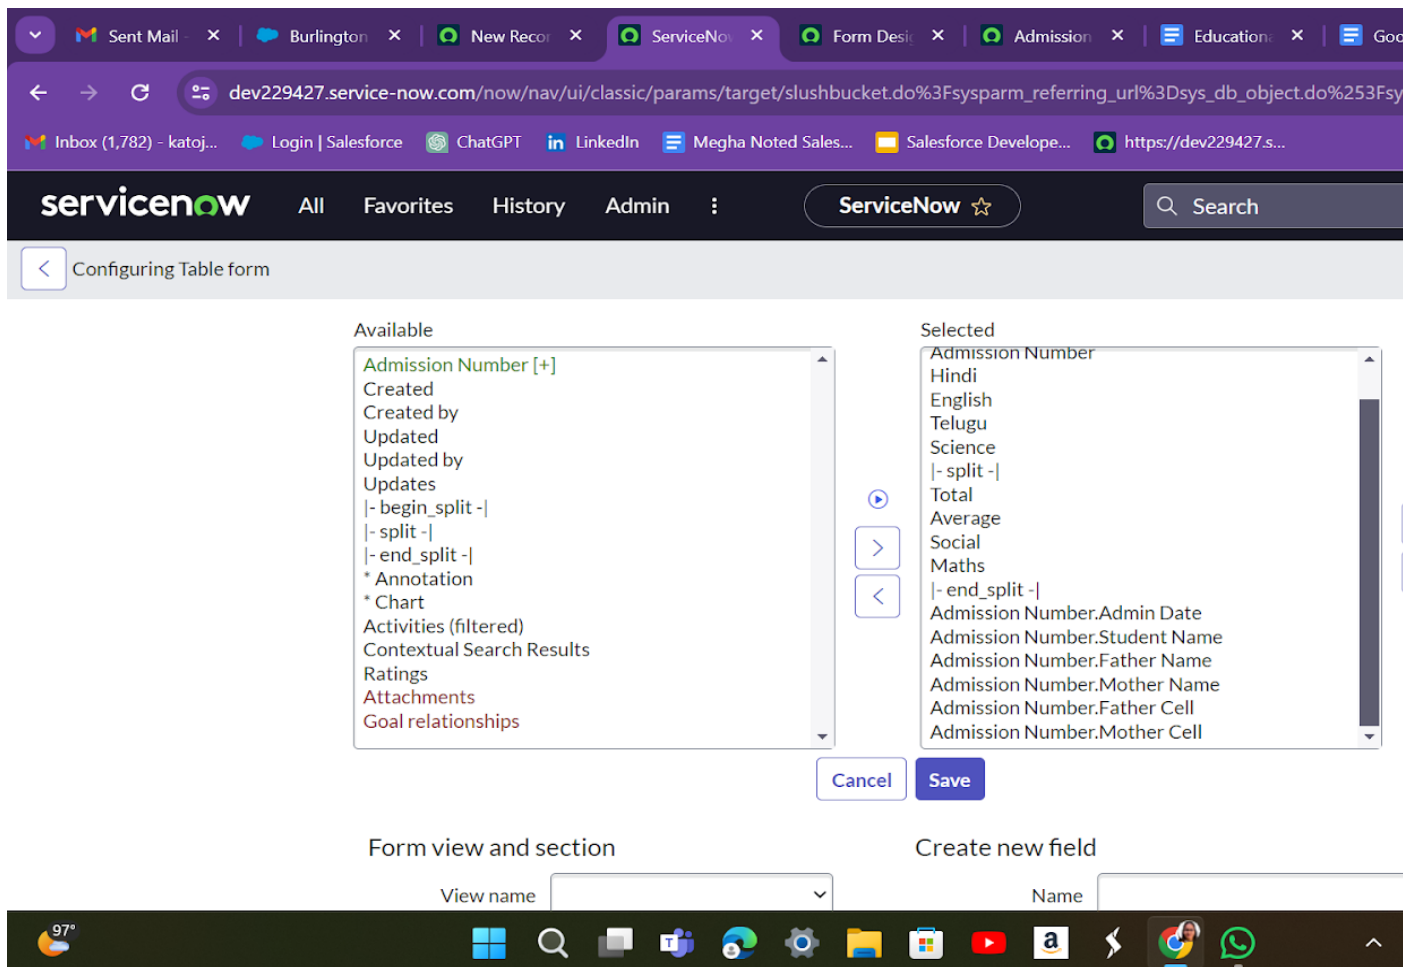 Sent Mail -
Burlington
New Recor
ServiceNov
Form Desig
Admission
Educationa
Goo
dev229427.service-now.com/now/nav/ui/classic/params/target/slushbucket.do%3Fsysparm_referring_url%3Dsys_db_object.do%253Fsy
Inbox (1,782) - katoj...
Login | Salesforce
ChatGPT
LinkedIn
Megha Noted Sales...
Salesforce Develope...
https://dev229427.s...
servicenow
All
Favorites
History
Admin
ServiceNow
Search
Configuring Table form
Available
Admission Number [+]
Created
Created by
Updated
Updated by
Updates
|- begin_split -|
|- split -|
|- end_split -|
* Annotation
* Chart
Activities (filtered)
Contextual Search Results
Ratings
Attachments
Goal relationships
Selected
Admission Number
Hindi
English
Telugu
Science
|- split -|
Total
Average
Social
Maths
|- end_split -|
Admission Number.Admin Date
Admission Number.Student Name
Admission Number.Father Name
Admission Number.Mother Name
Admission Number.Father Cell
Admission Number.Mother Cell
Cancel
Save
Form view and section
Create new field
View name
Name
97°